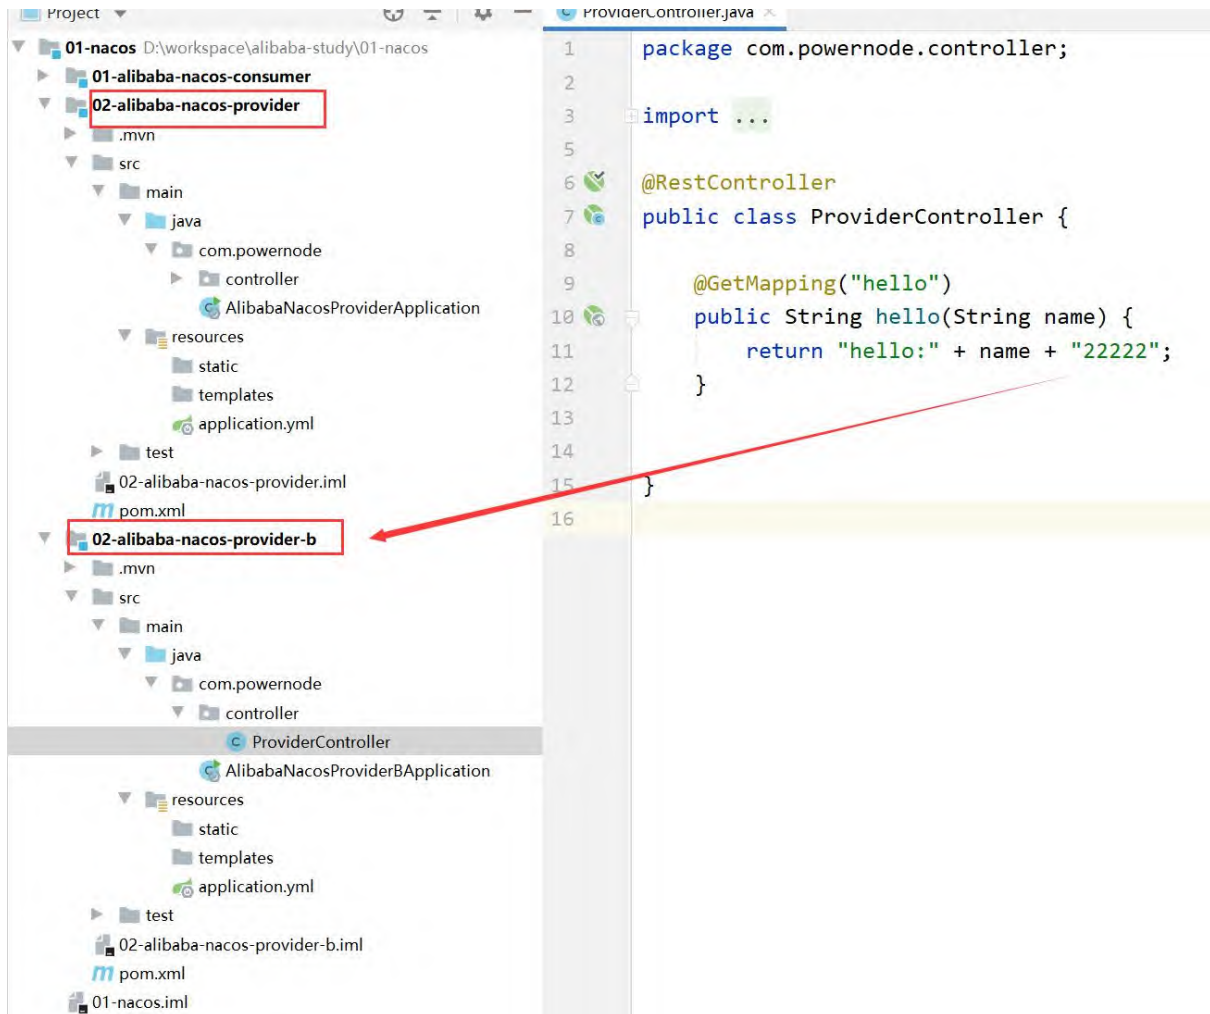 Project
01-nacos D:\workspace\alibaba-study\01-nacos
01-alibaba-nacos-consumer
02-alibaba-nacos-provider
.mvn
src
main
java
com.powernode
controller
AlibabaNacosProviderApplication
resources
static
templates
application.yml
test
02-alibaba-nacos-provider.iml
pom.xml
02-alibaba-nacos-provider-b
.mvn
src
main
java
com.powernode
controller
ProviderController
AlibabaNacosProviderBApplication
resources
static
templates
application.yml
test
02-alibaba-nacos-provider-b.iml
pom.xml
01-nacos.iml
ProviderController.java
1 package com.powernode.controller;
2
3 import ...
5
6 @RestController
7 public class ProviderController {
8
9 @GetMapping("hello")
10 public String hello(String name) {
11 return "hello:" + name + "22222";
12 }
13
14
15 }
16